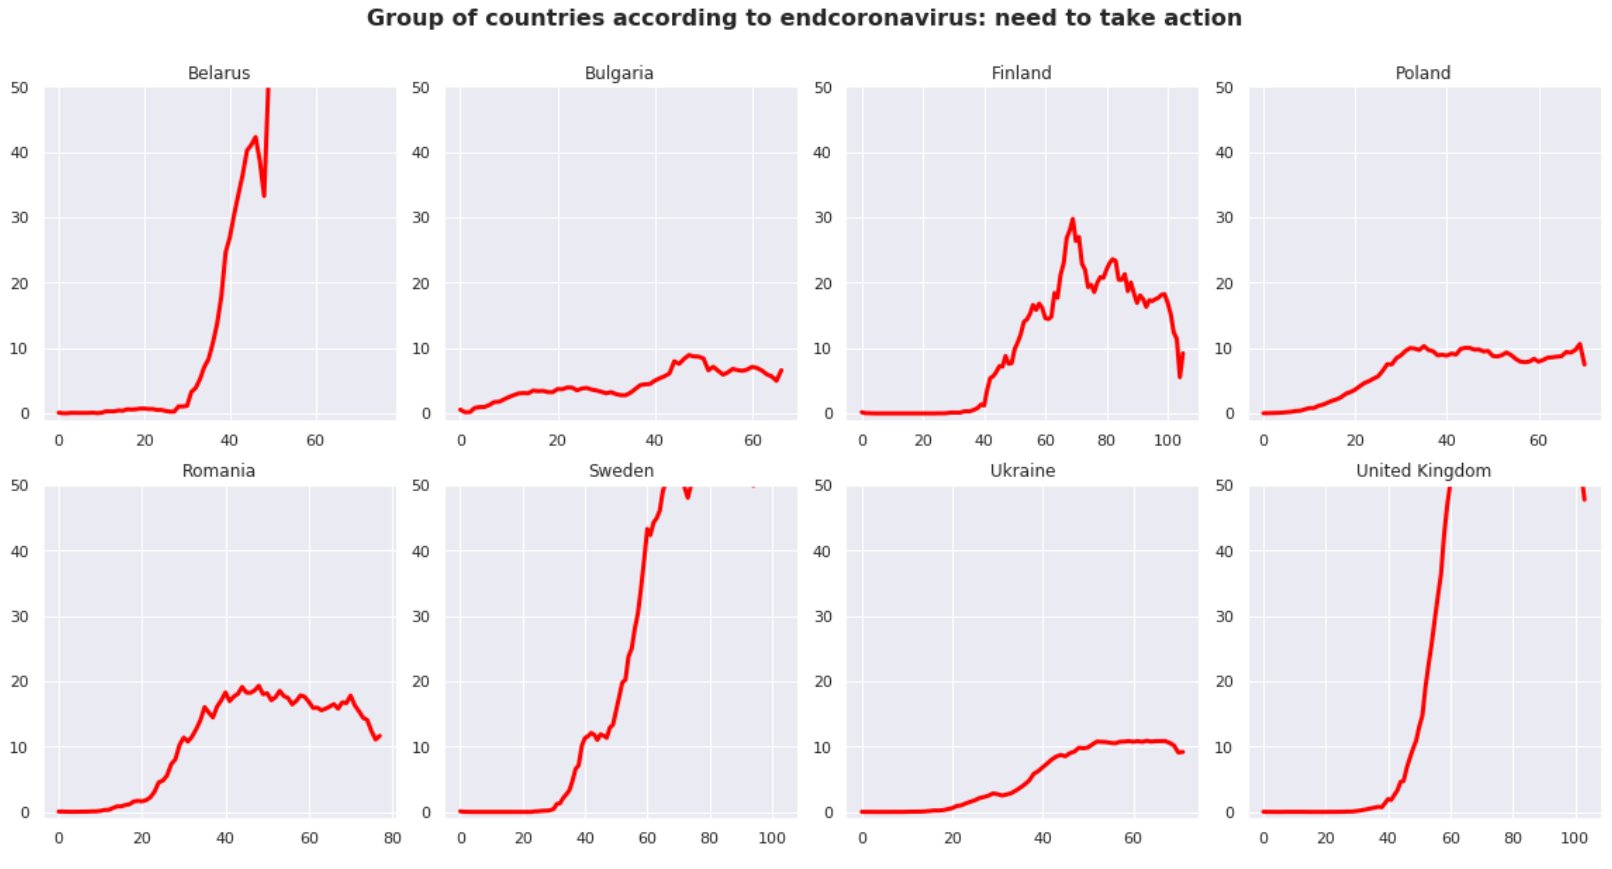 Group of countries according to endcoronavirus: need to take action
Belarus Bulgaria Finland Poland
50 50 50 50
40 40 40 40
30 30 30 30
20 20 20 20
10 10 10 10
0 0 0 0
0 20 40 60 0 20 40 60 0 20 40 60 80 100 0 20 40 60
Romania Sweden Ukraine United Kingdom
50 50 50 50
40 40 40 40
30 30 30 30
20 20 20 20
10 10 10 10
0 0 0 0
0 20 40 60 80 0 20 40 60 80 100 0 20 40 60 0 20 40 60 80 100